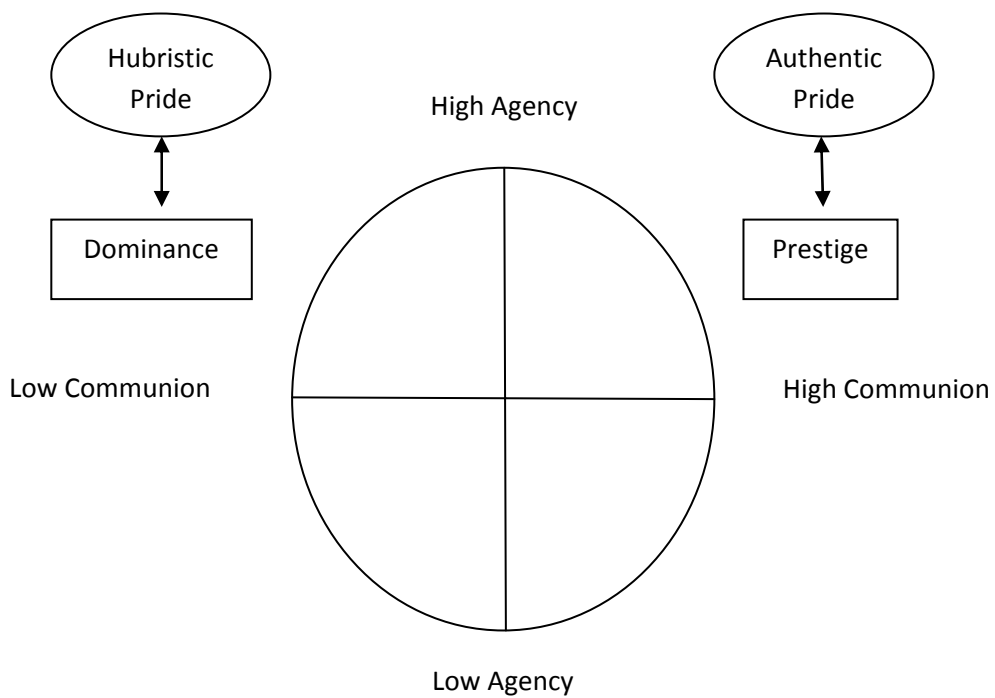 Hubristic
Pride
Authentic
Pride
High Agency
Dominance
Prestige
Low Communion
High Communion
Low Agency